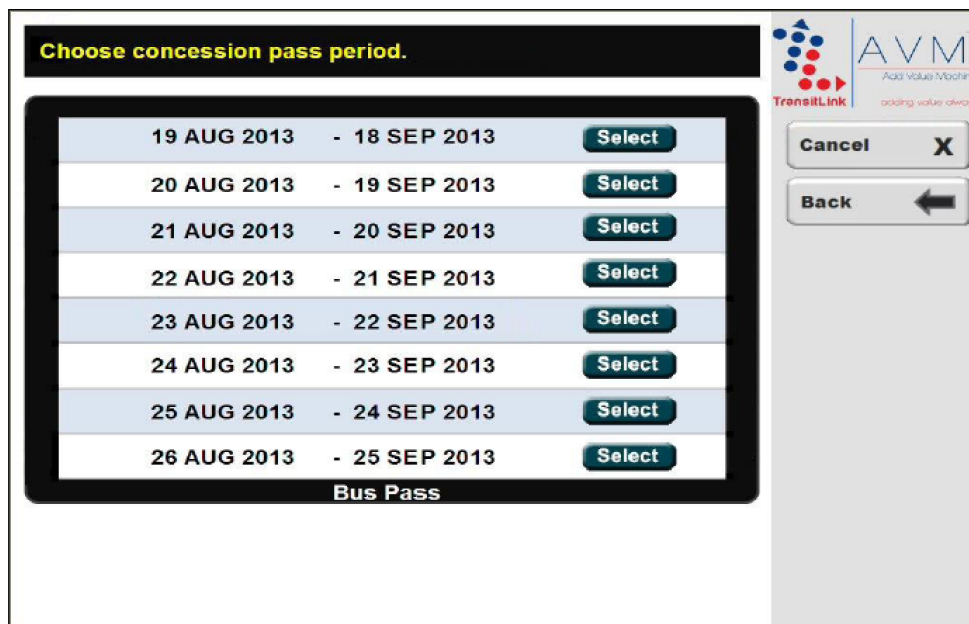 Choose concession pass period.
19 AUG 2013 - 18 SEP 2013 Select
20 AUG 2013 - 19 SEP 2013 Select
21 AUG 2013 - 20 SEP 2013 Select
22 AUG 2013 - 21 SEP 2013 Select
23 AUG 2013 - 22 SEP 2013 Select
24 AUG 2013 - 23 SEP 2013 Select
25 AUG 2013 - 24 SEP 2013 Select
26 AUG 2013 - 25 SEP 2013 Select
Bus Pass
TransitLink
AVM
Add Value Machin
adding value alwa
Cancel X
Back